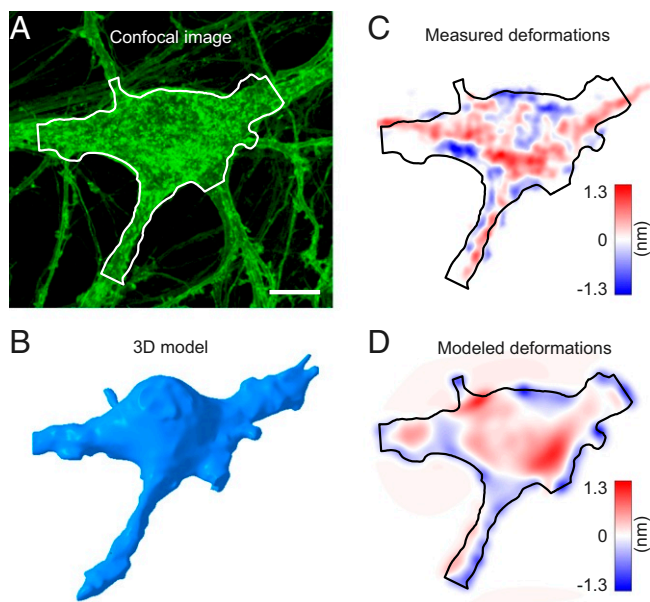 A
Confocal image
B
3D model
C
Measured deformations
1.3
0
-1.3
(nm)
D
Modeled deformations
1.3
0
-1.3
(nm)